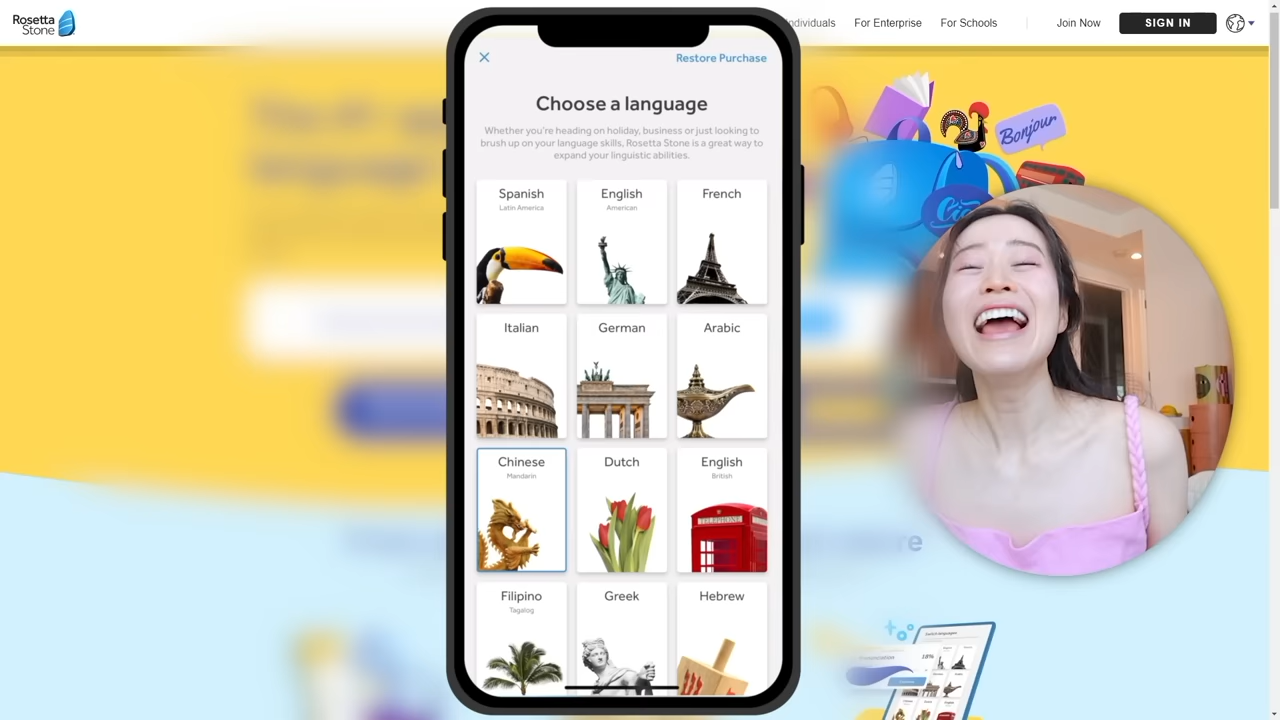 Rosetta
Stone
For Enterprise
For Schools
Join Now
SIGN IN
Restore Purchase
Choose a language
Whether you're heading on holiday, business or just looking to
brush up on your language skills, Rosetta Stone is a great way to
expand your linguistic abilities.
Spanish
Latin America
English
American
French
Italian
German
Arabic
Chinese
Mandarin
Dutch
English
British
TELEPHONE
Filipino
Tagalog
Greek
Hebrew
Bonjour
Switch languages
18%